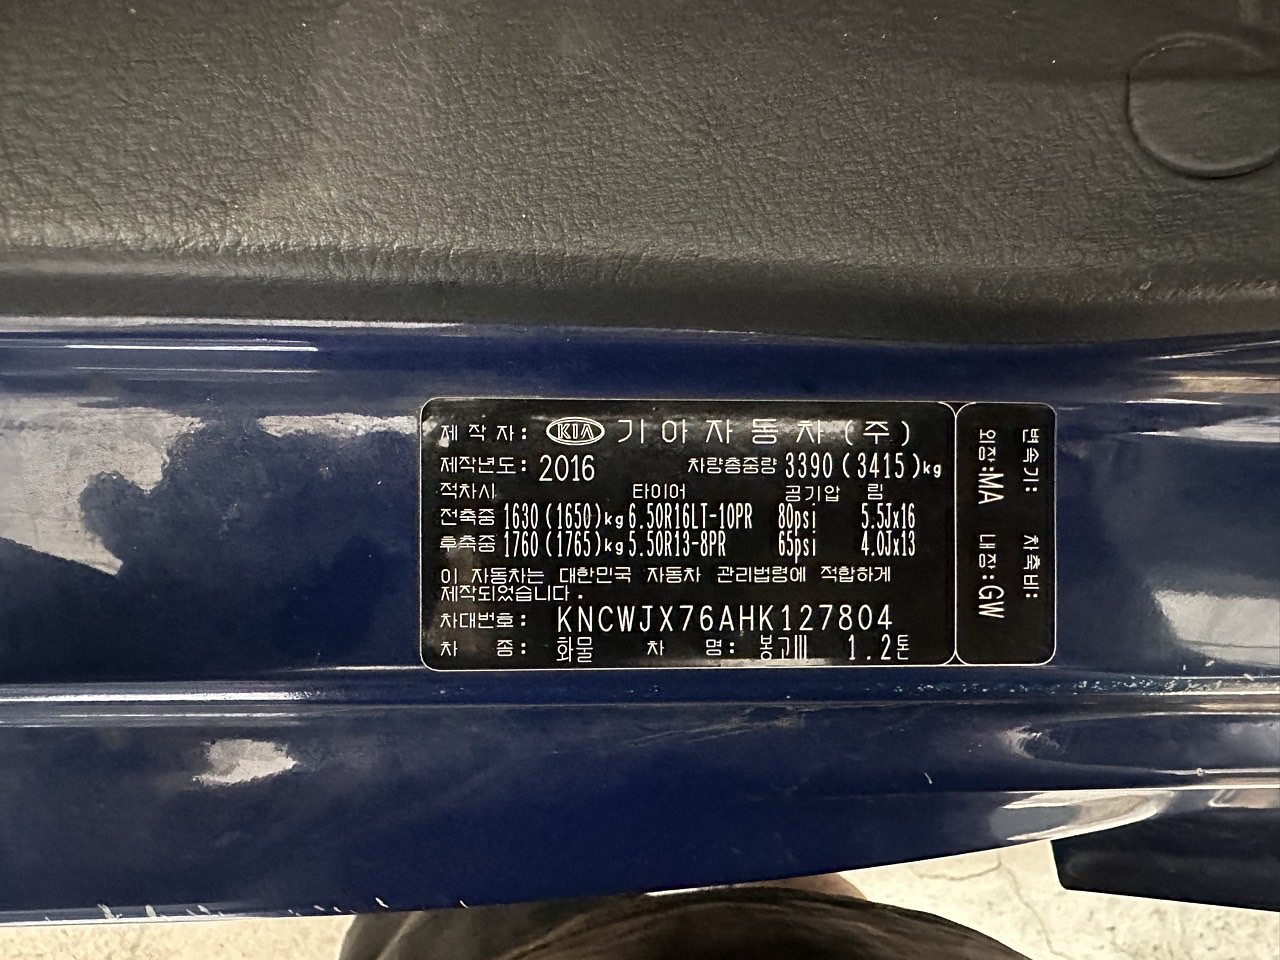 제 작 자: KIA 기 아 자 동 차 (주)
제작년도: 2016 차량총중량 3390 (3415)kg
적차시 타이어 공기압 림
전축중 1630 (1650)kg 6.50R16LT-10PR 80psi 5.5Jx16
후축중 1760 (1765)kg 5.50R13-8PR 65psi 4.0Jx13
이 자동차는 대한민국 자동차 관리법령에 적합하게
제작되었습니다.
차대번호: KNCWJX76AHK127804
차 종: 화물 차 명: 봉고Ⅲ 1.2톤
변속기: 차축비:
외장:MA 내장:GW